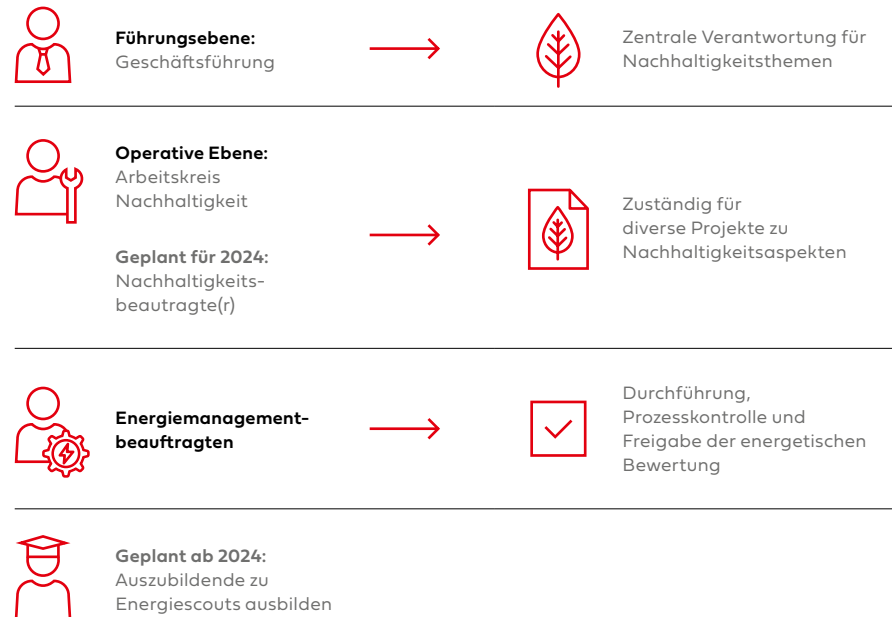 Führungsebene:
Geschäftsführung
Zentrale Verantwortung für
Nachhaltigkeitsthemen
Operative Ebene:
Arbeitskreis
Nachhaltigkeit
Geplant für 2024:
Nachhaltigkeits-
beautragte(r)
Zuständig für
diverse Projekte zu
Nachhaltigkeitsaspekten
Energiemanagement-
beauftragten
Durchführung,
Prozesskontrolle und
Freigabe der energetischen
Bewertung
Geplant ab 2024:
Auszubildende zu
Energiescouts ausbilden